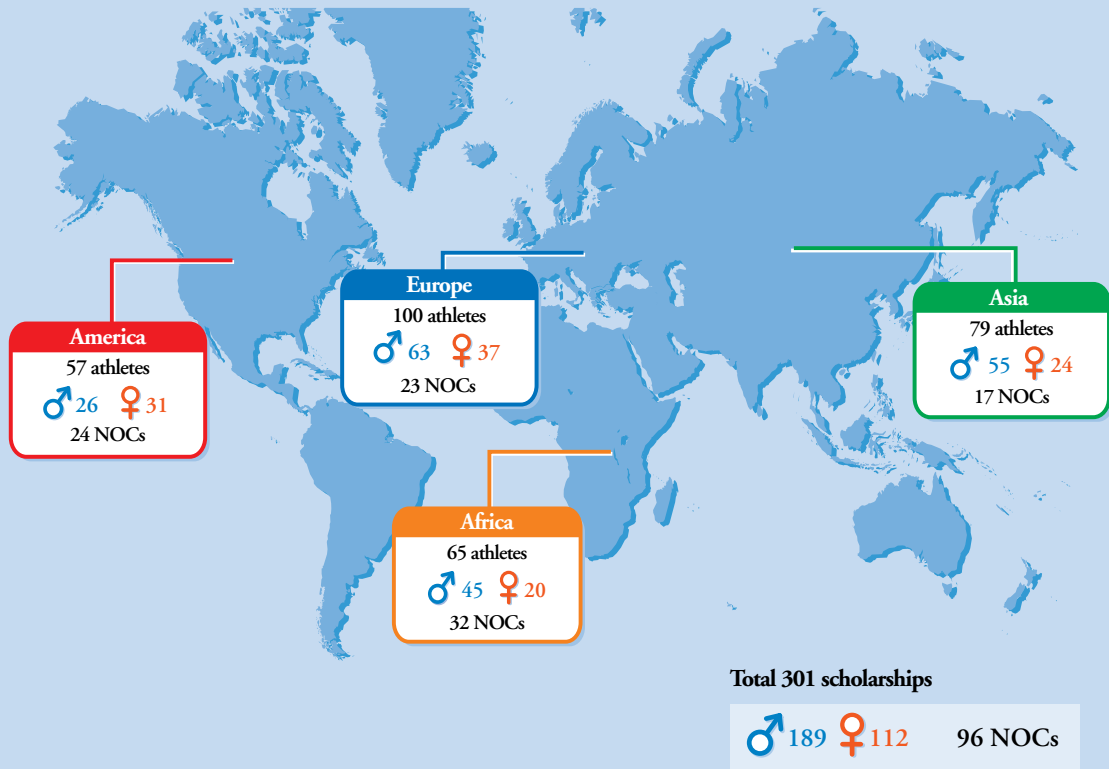 America
57 athletes
♂ 26 ♀ 31
24 NOCs
Europe
100 athletes
♂ 63 ♀ 37
23 NOCs
Asia
79 athletes
♂ 55 ♀ 24
17 NOCs
Africa
65 athletes
♂ 45 ♀ 20
32 NOCs
Total 301 scholarships
♂ 189 ♀ 112 96 NOCs